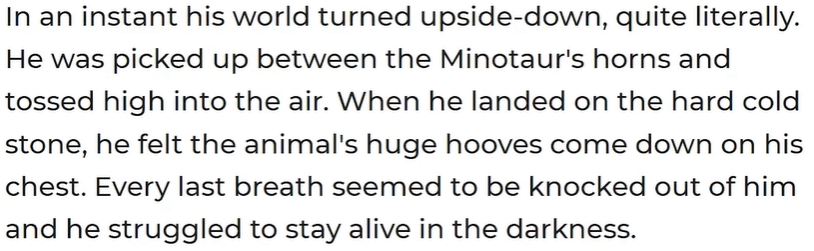 In an instant his world turned upside-down, quite literally.
He was picked up between the Minotaur's horns and
tossed high into the air. When he landed on the hard cold
stone, he felt the animal's huge hooves come down on his
chest. Every last breath seemed to be knocked out of him
and he struggled to stay alive in the darkness.